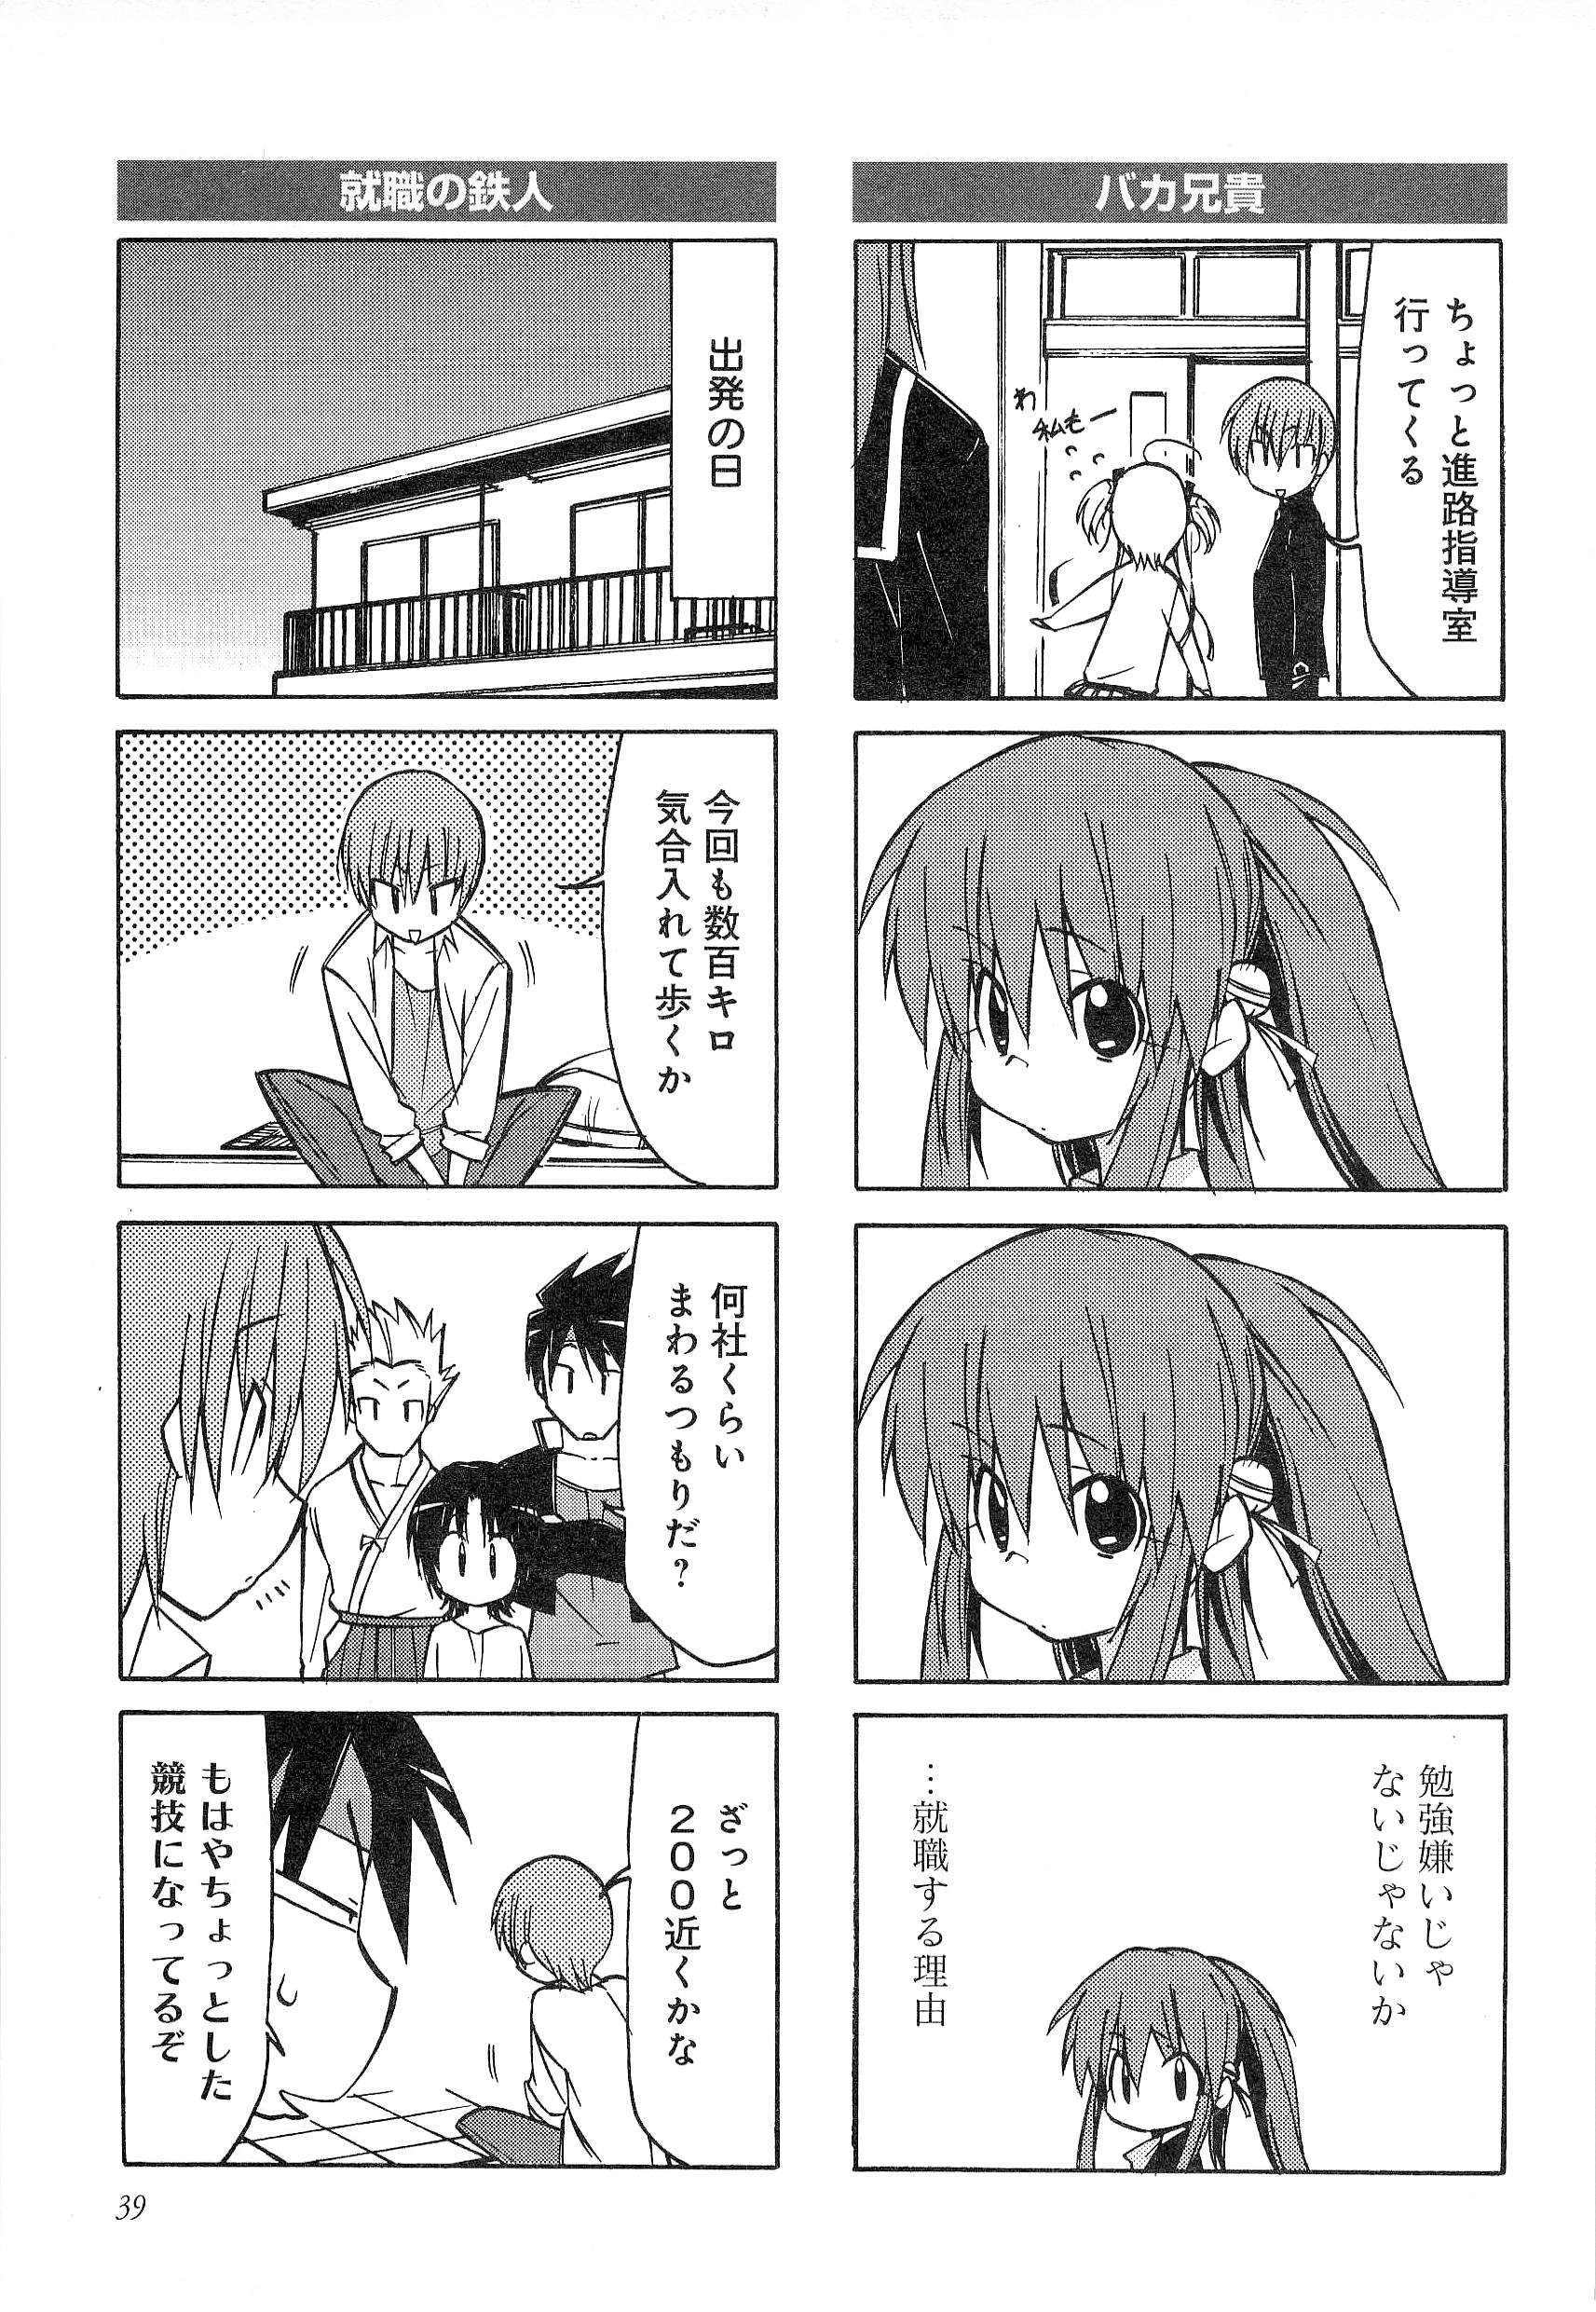 バカ兄貴
ちょっと進路指導室
行ってくる
わ
私もー
勉強嫌いじゃ
ないじゃないか
…就職する理由
就職の鉄人
出発の日
今回も数百キロ
気合入れて歩くか
何社くらい
まわるつもりだ?
ざっと
200近くかな
もはやちょっとした
競技になってるぞ
39